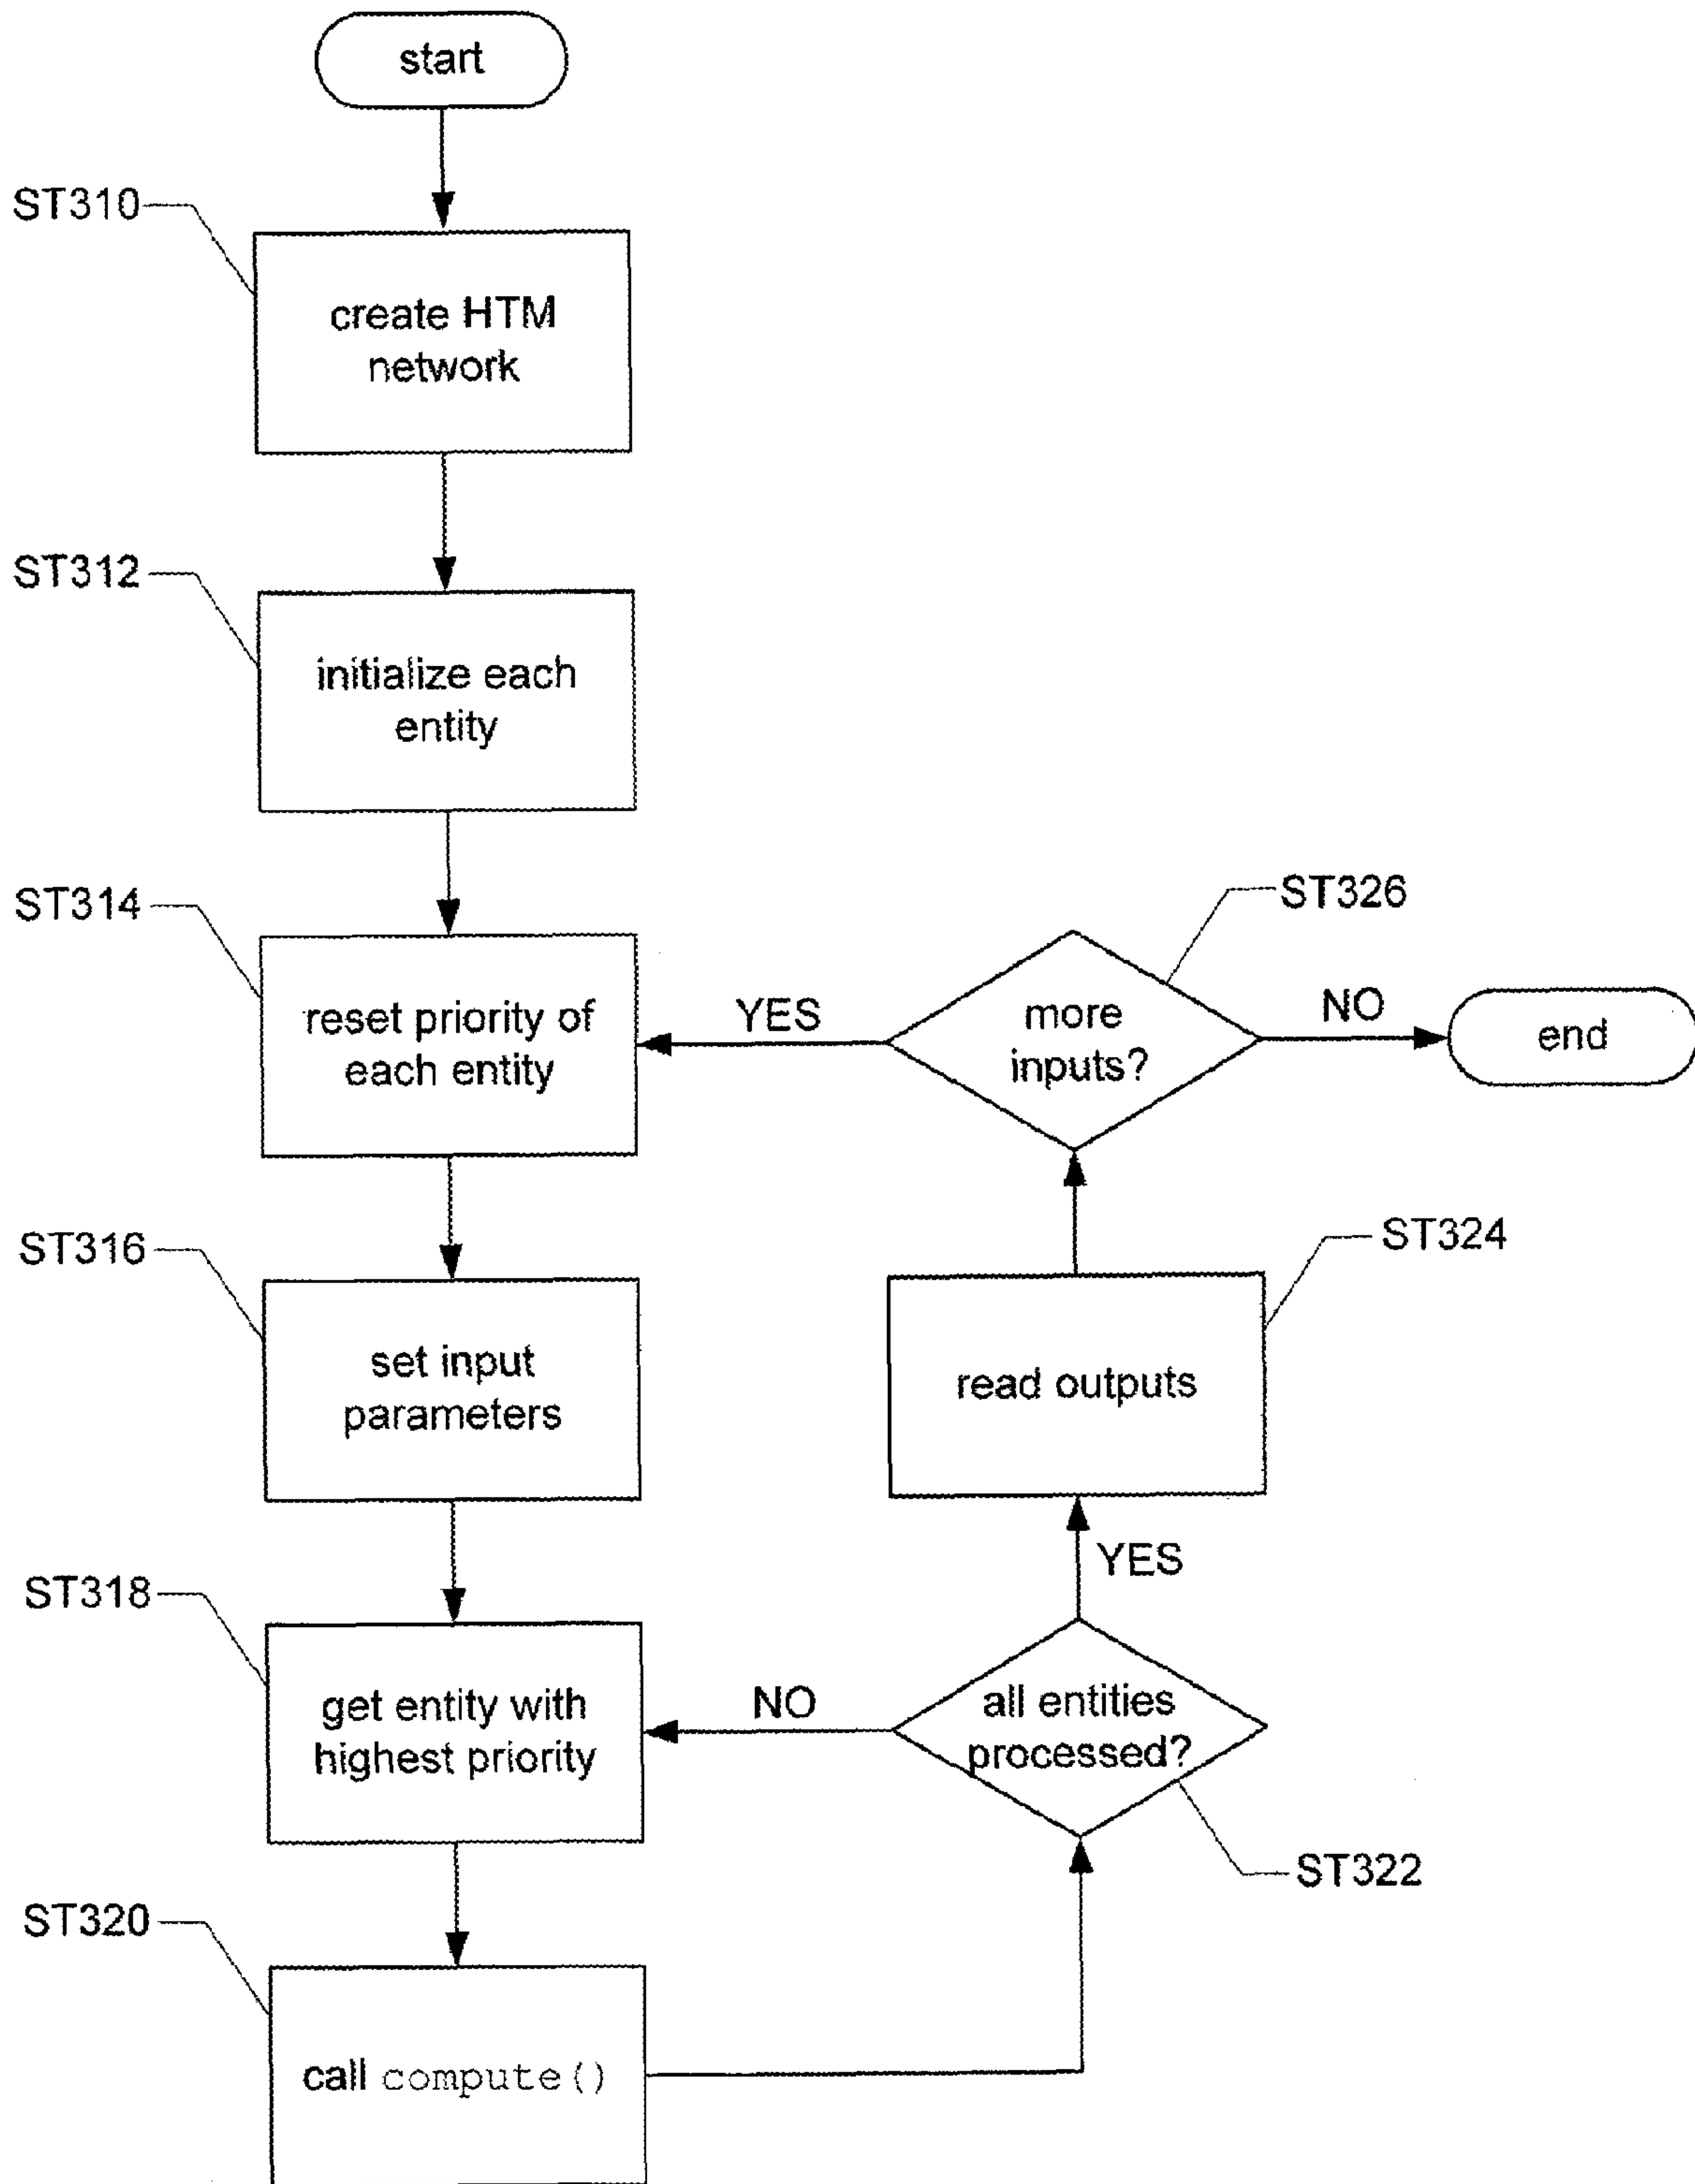 start
ST310
create HTM
network
ST312
initialize each
entity
ST314
reset priority of
each entity
YES
ST326
more
inputs?
NO
end
ST316
set input
parameters
ST324
read outputs
YES
ST318
get entity with
highest priority
NO
all entities
processed?
ST322
ST320
call compute()